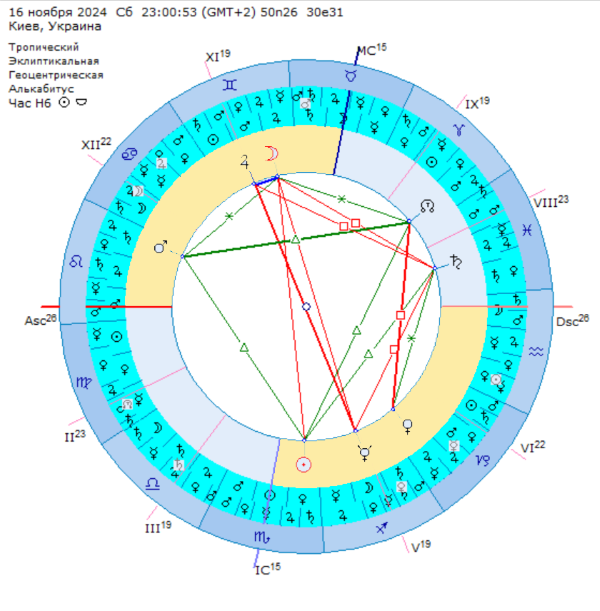 16 ноября 2024  Сб  23:00:53 (GMT+2) 50n26  30e31
Киев, Украина
Тропический
Эклиптикальная
Геоцентрическая
Алькабитус
Час H6 ☉ ♎
MC15
XI19
IX19
XII22
VIII23
Asc26
Dsc26
II23
VI22
III19
V19
IC15